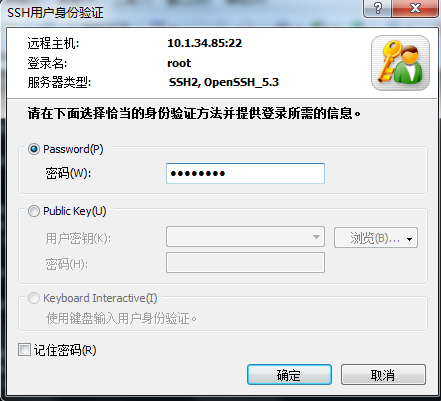 SSH用户身份验证
远程主机: 10.1.34.85:22
登录名: root
服务器类型: SSH2, OpenSSH_5.3
请在下面选择恰当的身份验证方法并提供登录所需的信息。
Password(P)
密码(W): ●●●●●●●●
Public Key(U)
用户密钥(K): 浏览(B)...
密码(H):
Keyboard Interactive(I)
使用键盘输入用户身份验证。
记住密码(R)
确定 取消